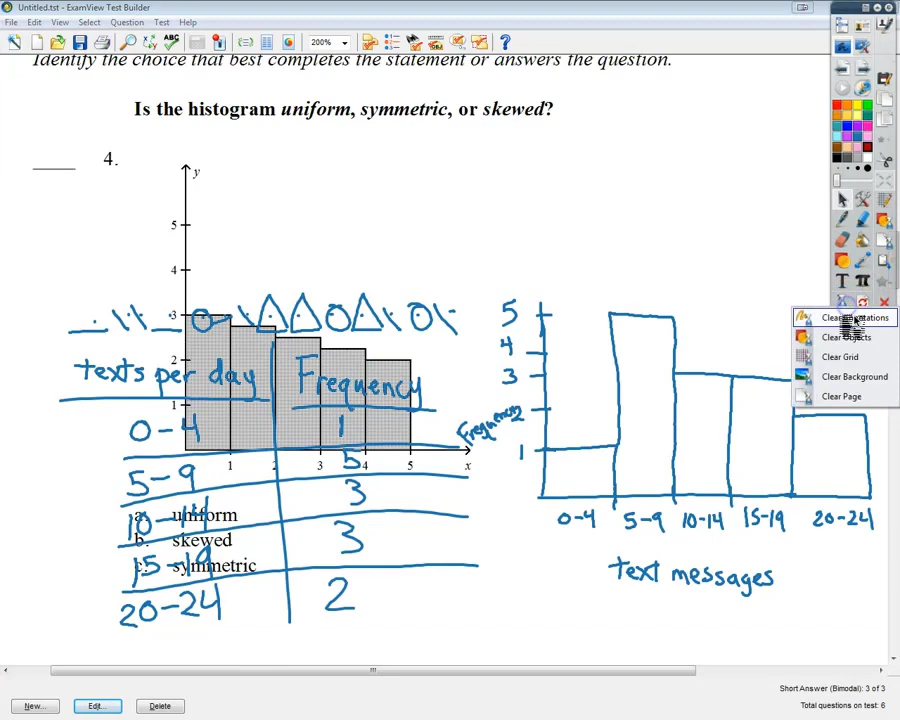 Untitled.tst - ExamView Test Builder
File Edit View Select Question Test Help
200%
Identify the choice that best completes the statement or answers the question.
Is the histogram uniform, symmetric, or skewed?
4.
y
5
4
3
2
1
1 2 3 4 5 x
a. uniform
b. skewed
c. symmetric
texts per day Frequency
0-4 1
5-9 5
10-14 3
15-19 3
20-24 2
Frequency
5
4
3
2
1
0-4 5-9 10-14 15-19 20-24
text messages
Clear Annotations
Clear Objects
Clear Grid
Clear Background
Clear Page
New... Edit... Delete
Short Answer (Bimodal): 3 of 3
Total questions on test: 6